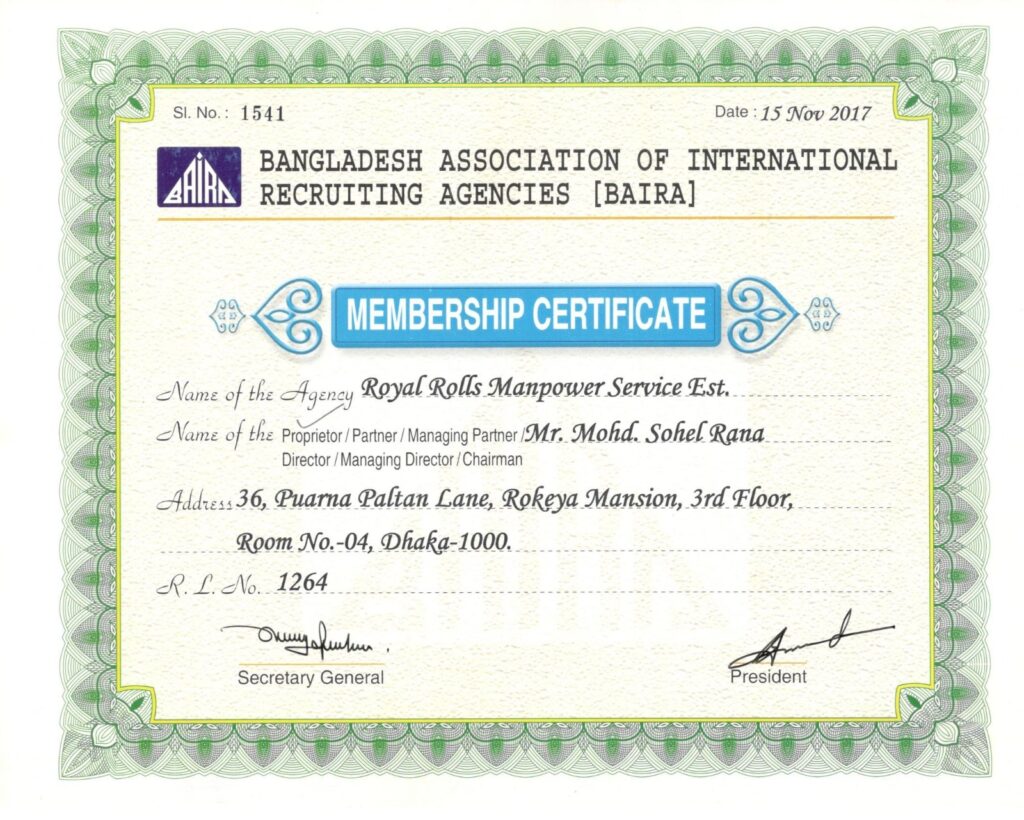 Sl. No.: 1541
Date : 15 Nov 2017
BAIRA
BANGLADESH ASSOCIATION OF INTERNATIONAL
RECRUITING AGENCIES [BAIRA]
MEMBERSHIP CERTIFICATE
Name of the Agency Royal Rolls Manpower Service Est.
Name of the Proprietor / Partner / Managing Partner / Mr. Mohd. Sohel Rana
Director / Managing Director / Chairman
Address 36, Puarna Paltan Lane, Rokeya Mansion, 3rd Floor,
Room No.-04, Dhaka-1000.
R. L. No. 1264
Secretary General
President